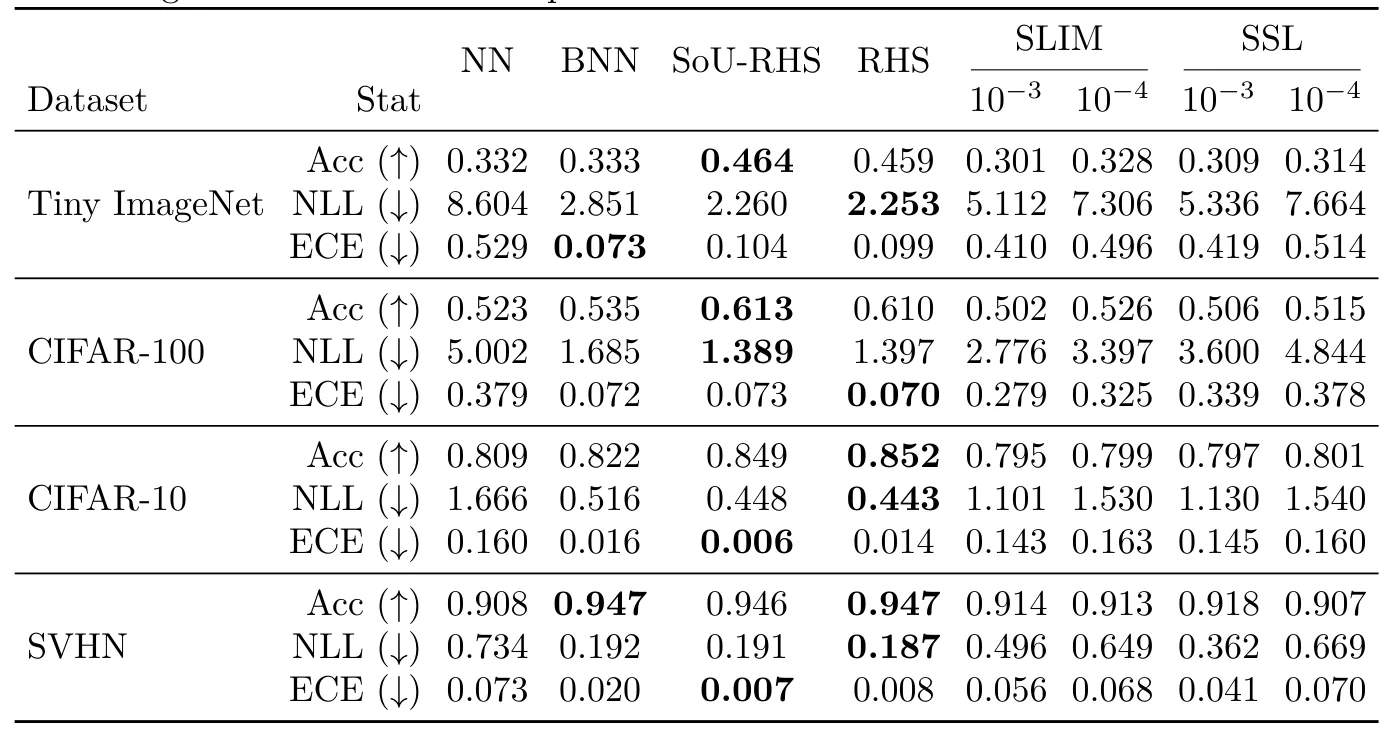 NN BNN SoU-RHS RHS SLIM SSL
Dataset Stat 10⁻³ 10⁻⁴ 10⁻³ 10⁻⁴
Acc (↑) 0.332 0.333 0.464 0.459 0.301 0.328 0.309 0.314
Tiny ImageNet NLL (↓) 8.604 2.851 2.260 2.253 5.112 7.306 5.336 7.664
ECE (↓) 0.529 0.073 0.104 0.099 0.410 0.496 0.419 0.514
Acc (↑) 0.523 0.535 0.613 0.610 0.502 0.526 0.506 0.515
CIFAR-100 NLL (↓) 5.002 1.685 1.389 1.397 2.776 3.397 3.600 4.844
ECE (↓) 0.379 0.072 0.073 0.070 0.279 0.325 0.339 0.378
Acc (↑) 0.809 0.822 0.849 0.852 0.795 0.799 0.797 0.801
CIFAR-10 NLL (↓) 1.666 0.516 0.448 0.443 1.101 1.530 1.130 1.540
ECE (↓) 0.160 0.016 0.006 0.014 0.143 0.163 0.145 0.160
Acc (↑) 0.908 0.947 0.946 0.947 0.914 0.913 0.918 0.907
SVHN NLL (↓) 0.734 0.192 0.191 0.187 0.496 0.649 0.362 0.669
ECE (↓) 0.073 0.020 0.007 0.008 0.056 0.068 0.041 0.070